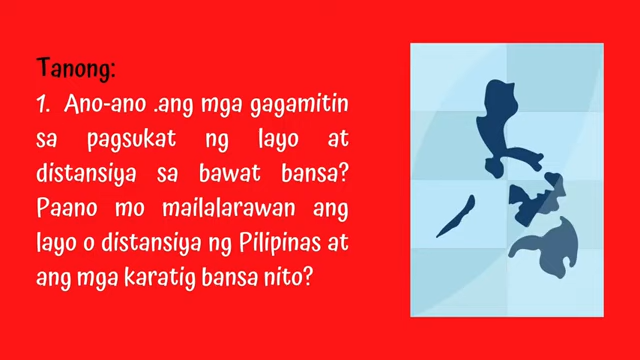 Tanong:
1. Ano-ano .ang mga gagamitin
sa pagsukat ng layo at
distansiya sa bawat bansa?
Paano mo mailalarawan ang
layo o distansiya ng Pilipinas at
ang mga karatig bansa nito?